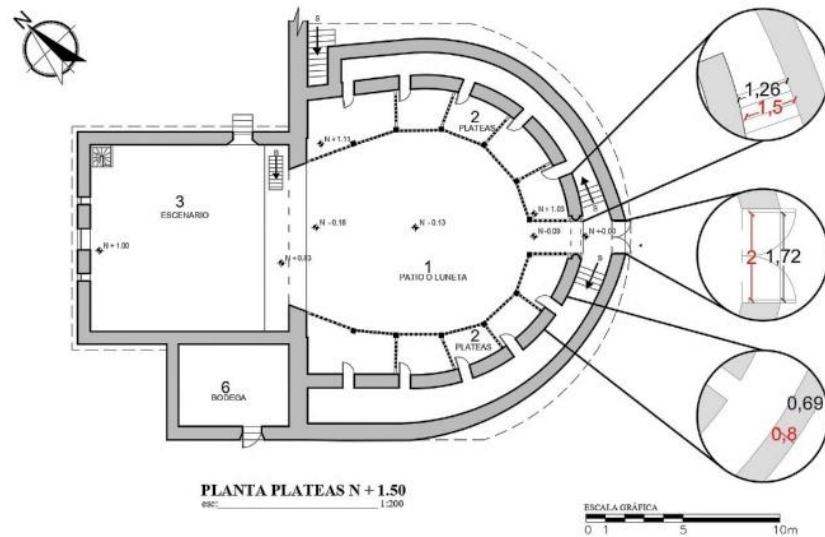 N
S
1,26
1,5
2
PLATEAS
N + 1.11
S
3
ESCENARIO
N + 1.00
N -0.18
N -0.13
N + 1.03
S
N -0.09
N +0.00
1
PATIO O LUNETA
2
1,72
S
2
PLATEAS
6
BODEGA
0,69
0,8
PLANTA PLATEAS N + 1.50
esc: 1:200
ESCALA GRÁFICA
0 1 5 10m